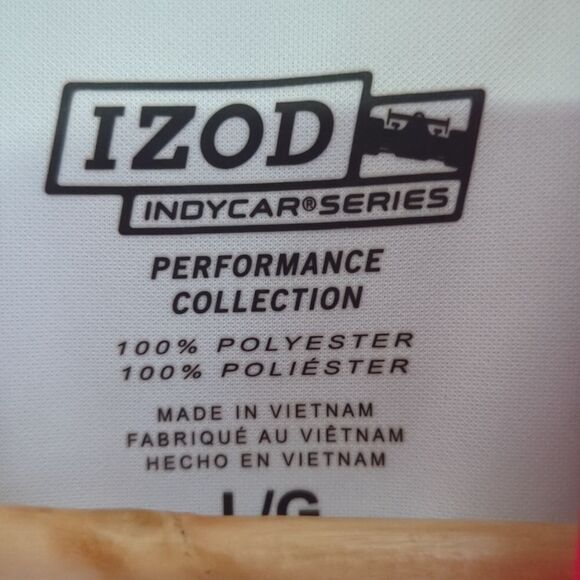 IZOD
INDYCAR®SERIES
PERFORMANCE
COLLECTION
100% POLYESTER
100% POLIÉSTER
MADE IN VIETNAM
FABRIQUÉ AU VIÊTNAM
HECHO EN VIETNAM
L/G